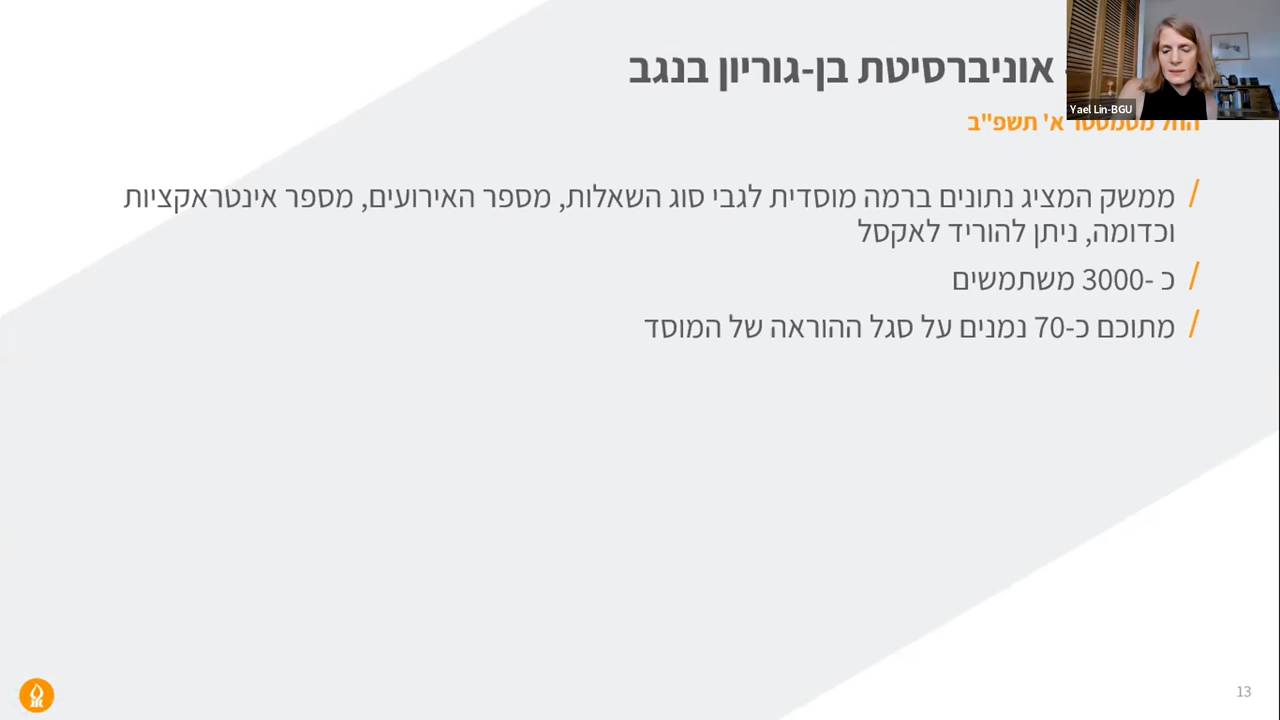 אוניברסיטת בן-גוריון בנגב
Yael Lin-BGU
החל מסמסטר א' תשפ"ב
ממשק המציג נתונים ברמה מוסדית לגבי סוג השאלות, מספר האירועים, מספר אינטראקציות
וכדומה, ניתן להוריד לאקסל
כ -3000 משתמשים
מתוכם כ-70 נמנים על סגל ההוראה של המוסד
13